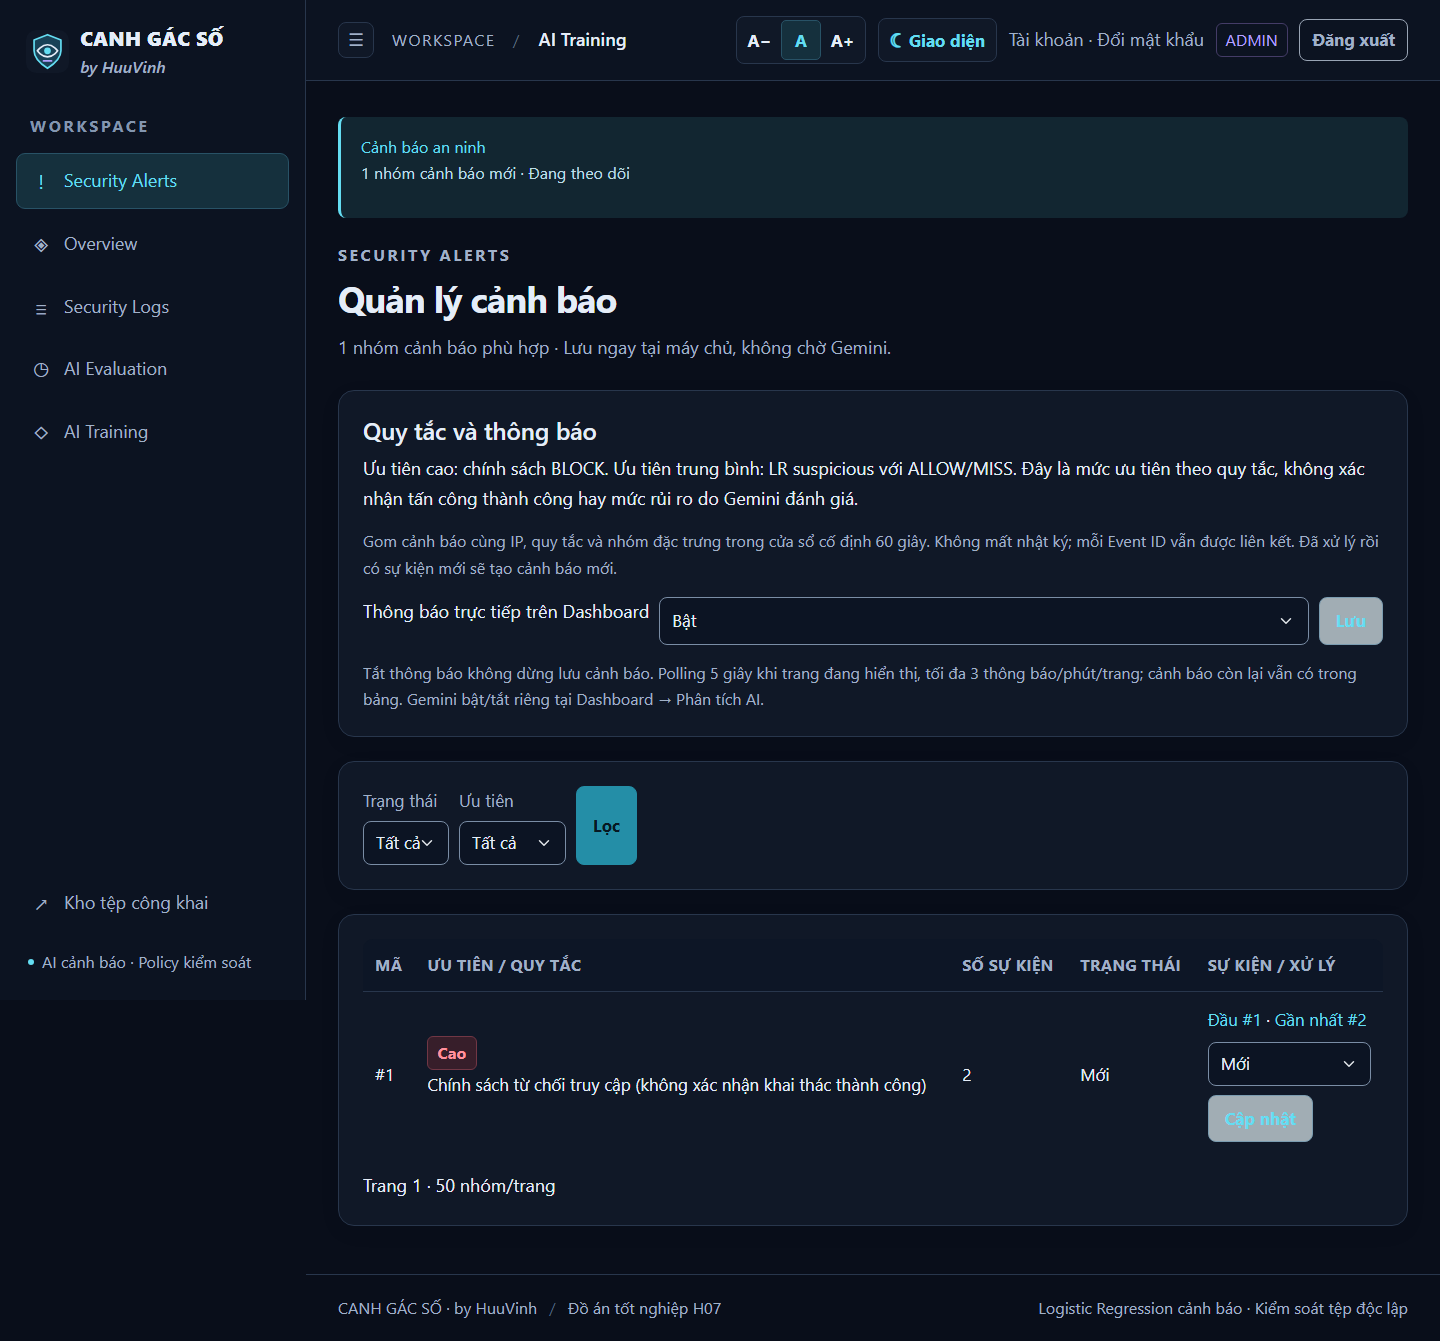 CANH GÁC SỐ
by HuuVinh
WORKSPACE
! Security Alerts
Overview
Security Logs
AI Evaluation
AI Training
Kho tệp công khai
AI cảnh báo · Policy kiểm soát
WORKSPACE / AI Training
A− A A+
Giao diện
Tài khoản · Đổi mật khẩu
ADMIN
Đăng xuất
Cảnh báo an ninh
1 nhóm cảnh báo mới · Đang theo dõi
SECURITY ALERTS
Quản lý cảnh báo
1 nhóm cảnh báo phù hợp · Lưu ngay tại máy chủ, không chờ Gemini.
Quy tắc và thông báo
Ưu tiên cao: chính sách BLOCK. Ưu tiên trung bình: LR suspicious với ALLOW/MISS. Đây là mức ưu tiên theo quy tắc, không xác
nhận tấn công thành công hay mức rủi ro do Gemini đánh giá.
Gom cảnh báo cùng IP, quy tắc và nhóm đặc trưng trong cửa sổ cố định 60 giây. Không mất nhật ký; mỗi Event ID vẫn được liên kết. Đã xử lý rồi
có sự kiện mới sẽ tạo cảnh báo mới.
Thông báo trực tiếp trên Dashboard
Bật
Lưu
Tắt thông báo không dừng lưu cảnh báo. Polling 5 giây khi trang đang hiển thị, tối đa 3 thông báo/phút/trang; cảnh báo còn lại vẫn có trong
bảng. Gemini bật/tắt riêng tại Dashboard → Phân tích AI.
Trạng thái Ưu tiên
Tất cả Tất cả
Lọc
MÃ ƯU TIÊN / QUY TẮC SỐ SỰ KIỆN TRẠNG THÁI SỰ KIỆN / XỬ LÝ
Đầu #1 · Gần nhất #2
Cao
#1 Chính sách từ chối truy cập (không xác nhận khai thác thành công) 2 Mới
Mới
Cập nhật
Trang 1 · 50 nhóm/trang
CANH GÁC SỐ · by HuuVinh / Đồ án tốt nghiệp H07
Logistic Regression cảnh báo · Kiểm soát tệp độc lập